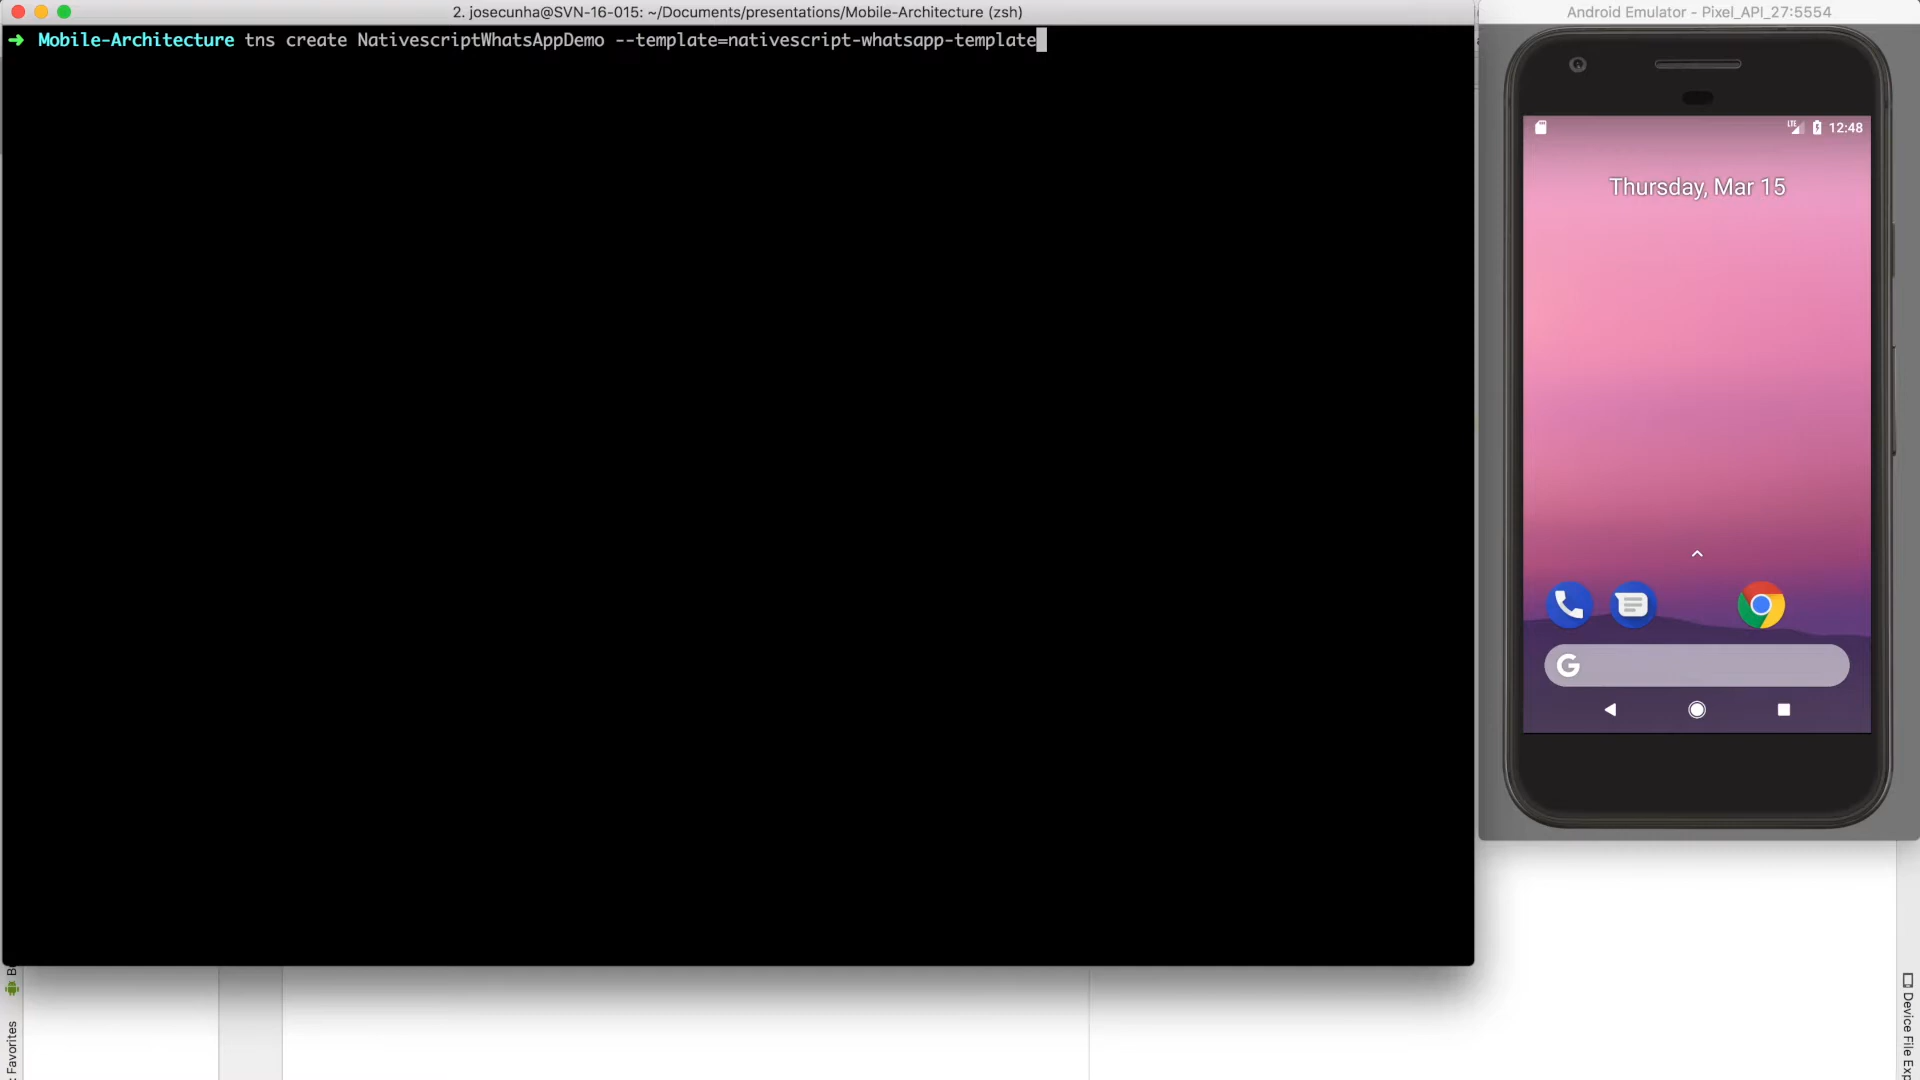 2. josecunha@SVN-16-015: ~/Documents/presentations/Mobile-Architecture (zsh)
➜ Mobile-Architecture tns create NativescriptWhatsAppDemo --template=nativescript-whatsapp-template
Android Emulator - Pixel_API_27:5554
LTE 12:48
Thursday, Mar 15
G
Favorites
Device File Exp